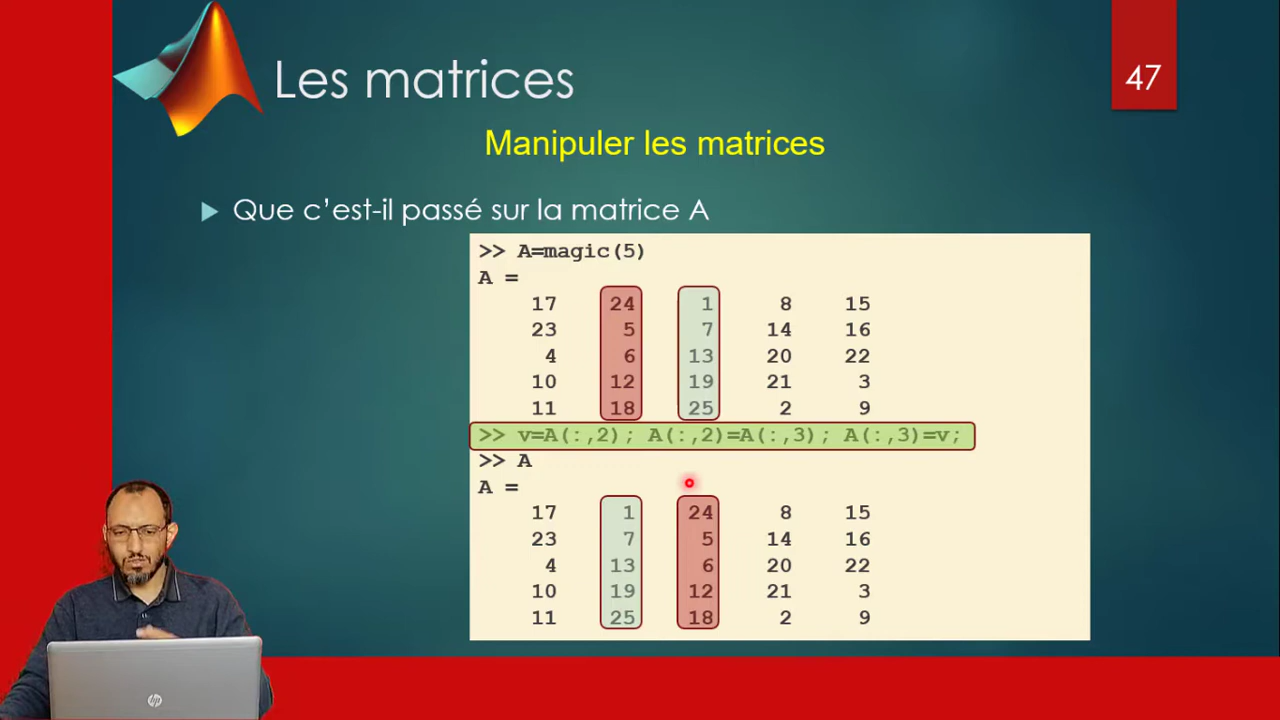 Les matrices
47
Manipuler les matrices
Que c’est-il passé sur la matrice A
>> A=magic(5)
A =
17 24 1 8 15
23 5 7 14 16
4 6 13 20 22
10 12 19 21 3
11 18 25 2 9
>> v=A(:,2); A(:,2)=A(:,3); A(:,3)=v;
>> A
A =
17 1 24 8 15
23 7 5 14 16
4 13 6 20 22
10 19 12 21 3
11 25 18 2 9
hp